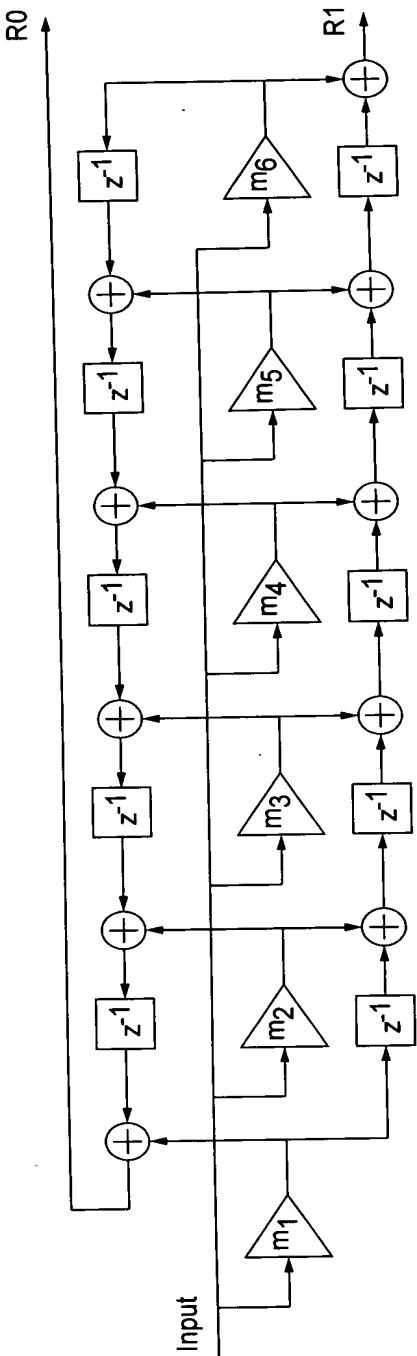 R0
+ z⁻¹ + z⁻¹ + z⁻¹ + z⁻¹ + z⁻¹
Input
m₁ m₂ m₃ m₄ m₅ m₆
z⁻¹ + z⁻¹ + z⁻¹ + z⁻¹ + z⁻¹ +
R1